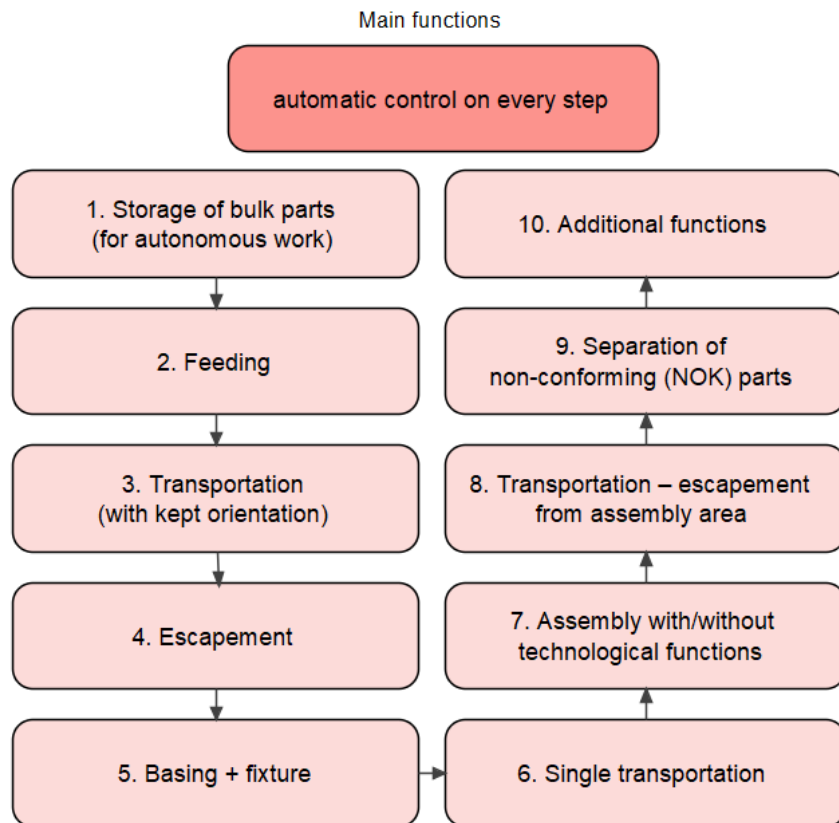 Main functions
automatic control on every step
1. Storage of bulk parts
(for autonomous work)
2. Feeding
3. Transportation
(with kept orientation)
4. Escapement
5. Basing + fixture
6. Single transportation
7. Assembly with/without
technological functions
8. Transportation – escapement
from assembly area
9. Separation of
non-conforming (NOK) parts
10. Additional functions